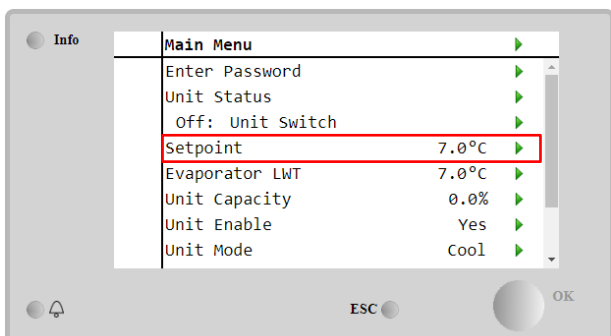 Info
Main Menu
Enter Password
Unit Status
Off: Unit Switch
Setpoint 7.0°C
Evaporator LWT 7.0°C
Unit Capacity 0.0%
Unit Enable Yes
Unit Mode Cool
ESC
OK